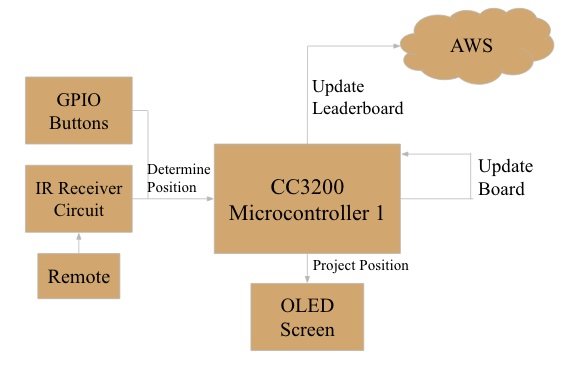 AWS
Update
Leaderboard
GPIO
Buttons
Determine
Position
IR Receiver
Circuit
CC3200
Microcontroller 1
Update
Board
Remote
Project Position
OLED
Screen